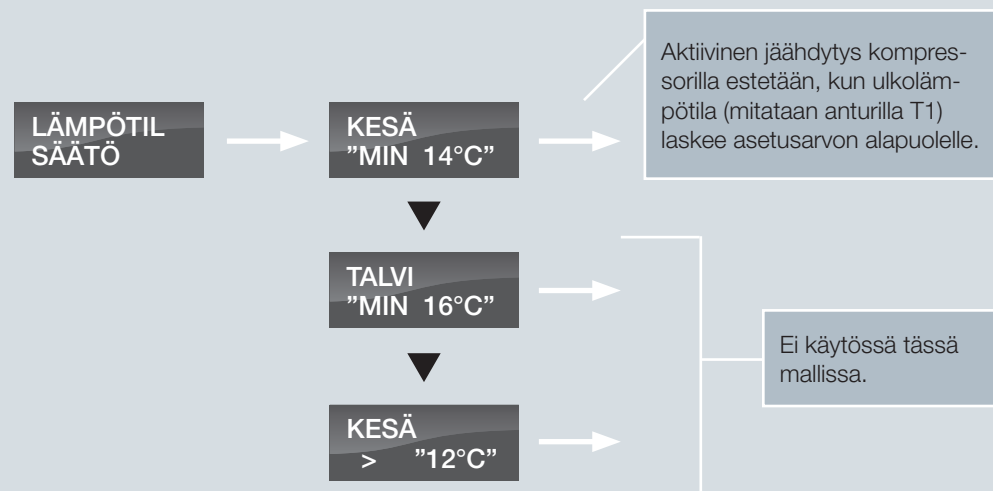 Aktiivinen jäähdytys kompres-
sorilla estetään, kun ulkoläm-
pötila (mitataan anturilla T1)
laskee asetusarvon alapuolelle.
LÄMPÖTIL
SÄÄTÖ
KESÄ
”MIN 14°C”
TALVI
”MIN 16°C”
Ei käytössä tässä
mallissa.
KESÄ
> ”12°C”